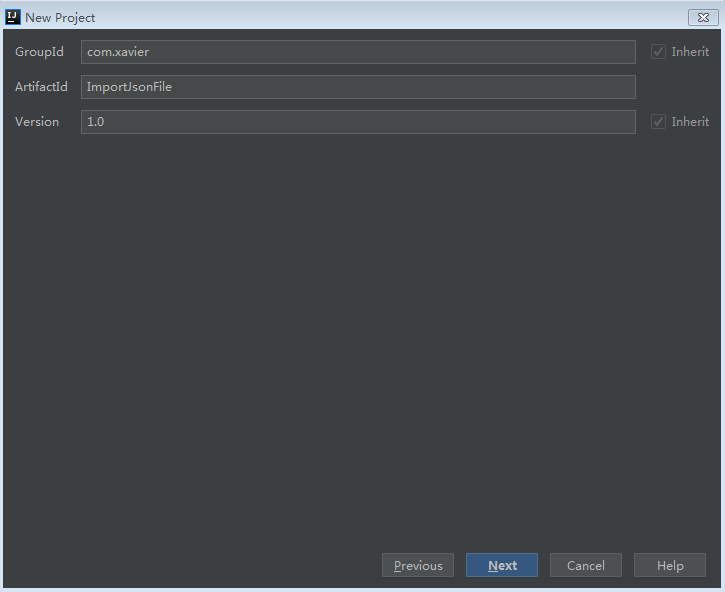 IJ New Project
GroupId com.xavier Inherit
ArtifactId ImportJsonFile
Version 1.0 Inherit
Previous Next Cancel Help